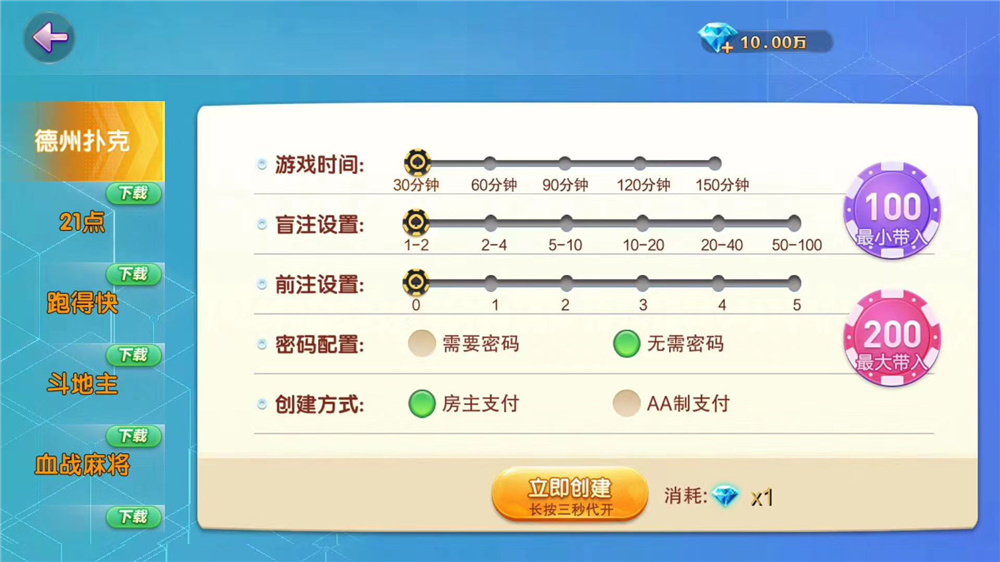 10.00万
德州扑克
下载
21点
下载
跑得快
下载
斗地主
下载
血战麻将
下载
游戏时间:
30分钟 60分钟 90分钟 120分钟 150分钟
盲注设置:
1-2 2-4 5-10 10-20 20-40 50-100
前注设置:
0 1 2 3 4 5
密码配置: 需要密码 无需密码
创建方式: 房主支付 AA制支付
100
最小带入
200
最大带入
立即创建
长按三秒代开
消耗: x1